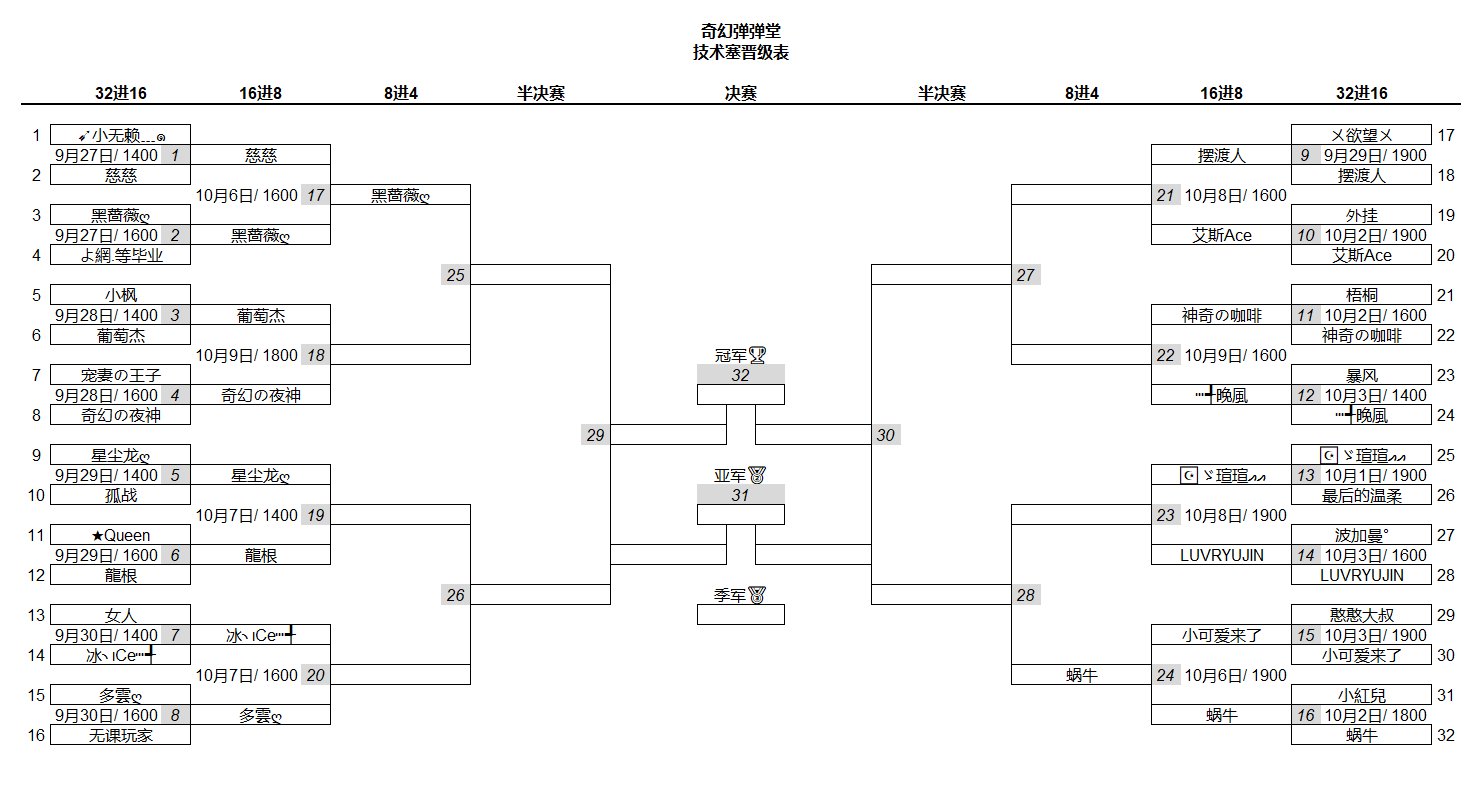 奇幻弹弹堂
技术塞晋级表
32进16 16进8 8进4 半决赛 决赛 半决赛 8进4 16进8 32进16
1 ➶小无赖﹍๑ メ欲望メ 17
9月27日/ 1400 1 慈慈 摆渡人 9 9月29日/ 1900
2 慈慈 摆渡人 18
10月6日/ 1600 17 黑蔷薇ღ 21 10月8日/ 1600
3 黑蔷薇ღ 外挂 19
9月27日/ 1600 2 黑蔷薇ღ 艾斯Ace 10 10月2日/ 1900
4 よ網.等毕业 艾斯Ace 20
25 27
5 小枫 梧桐 21
9月28日/ 1400 3 葡萄杰 神奇の咖啡 11 10月2日/ 1600
6 葡萄杰 神奇の咖啡 22
10月9日/ 1800 18 冠军🏆 22 10月9日/ 1600
7 宠妻の王子 32 暴风 23
9月28日/ 1600 4 奇幻の夜神 ┉╃晚風 12 10月3日/ 1400
8 奇幻の夜神 ┉╃晚風 24
29 30
9 星尘龙ღ ☪ゞ瑄瑄ᨒ 25
9月29日/ 1400 5 星尘龙ღ 亚军🥈 ☪ゞ瑄瑄ᨒ 13 10月1日/ 1900
10 孤战 31 最后的温柔 26
10月7日/ 1400 19 23 10月8日/ 1900
11 ★Queen 波加曼° 27
9月29日/ 1600 6 龍根 LUVRYUJIN 14 10月3日/ 1600
12 龍根 LUVRYUJIN 28
26 季军🥉 28
13 女人 憨憨大叔 29
9月30日/ 1400 7 冰ヽıCe┉╃ 小可爱来了 15 10月3日/ 1900
14 冰ヽıCe┉╃ 小可爱来了 30
10月7日/ 1600 20 蜗牛 24 10月6日/ 1900
15 多雲ღ 小紅兒 31
9月30日/ 1600 8 多雲ღ 蜗牛 16 10月2日/ 1800
16 无课玩家 蜗牛 32